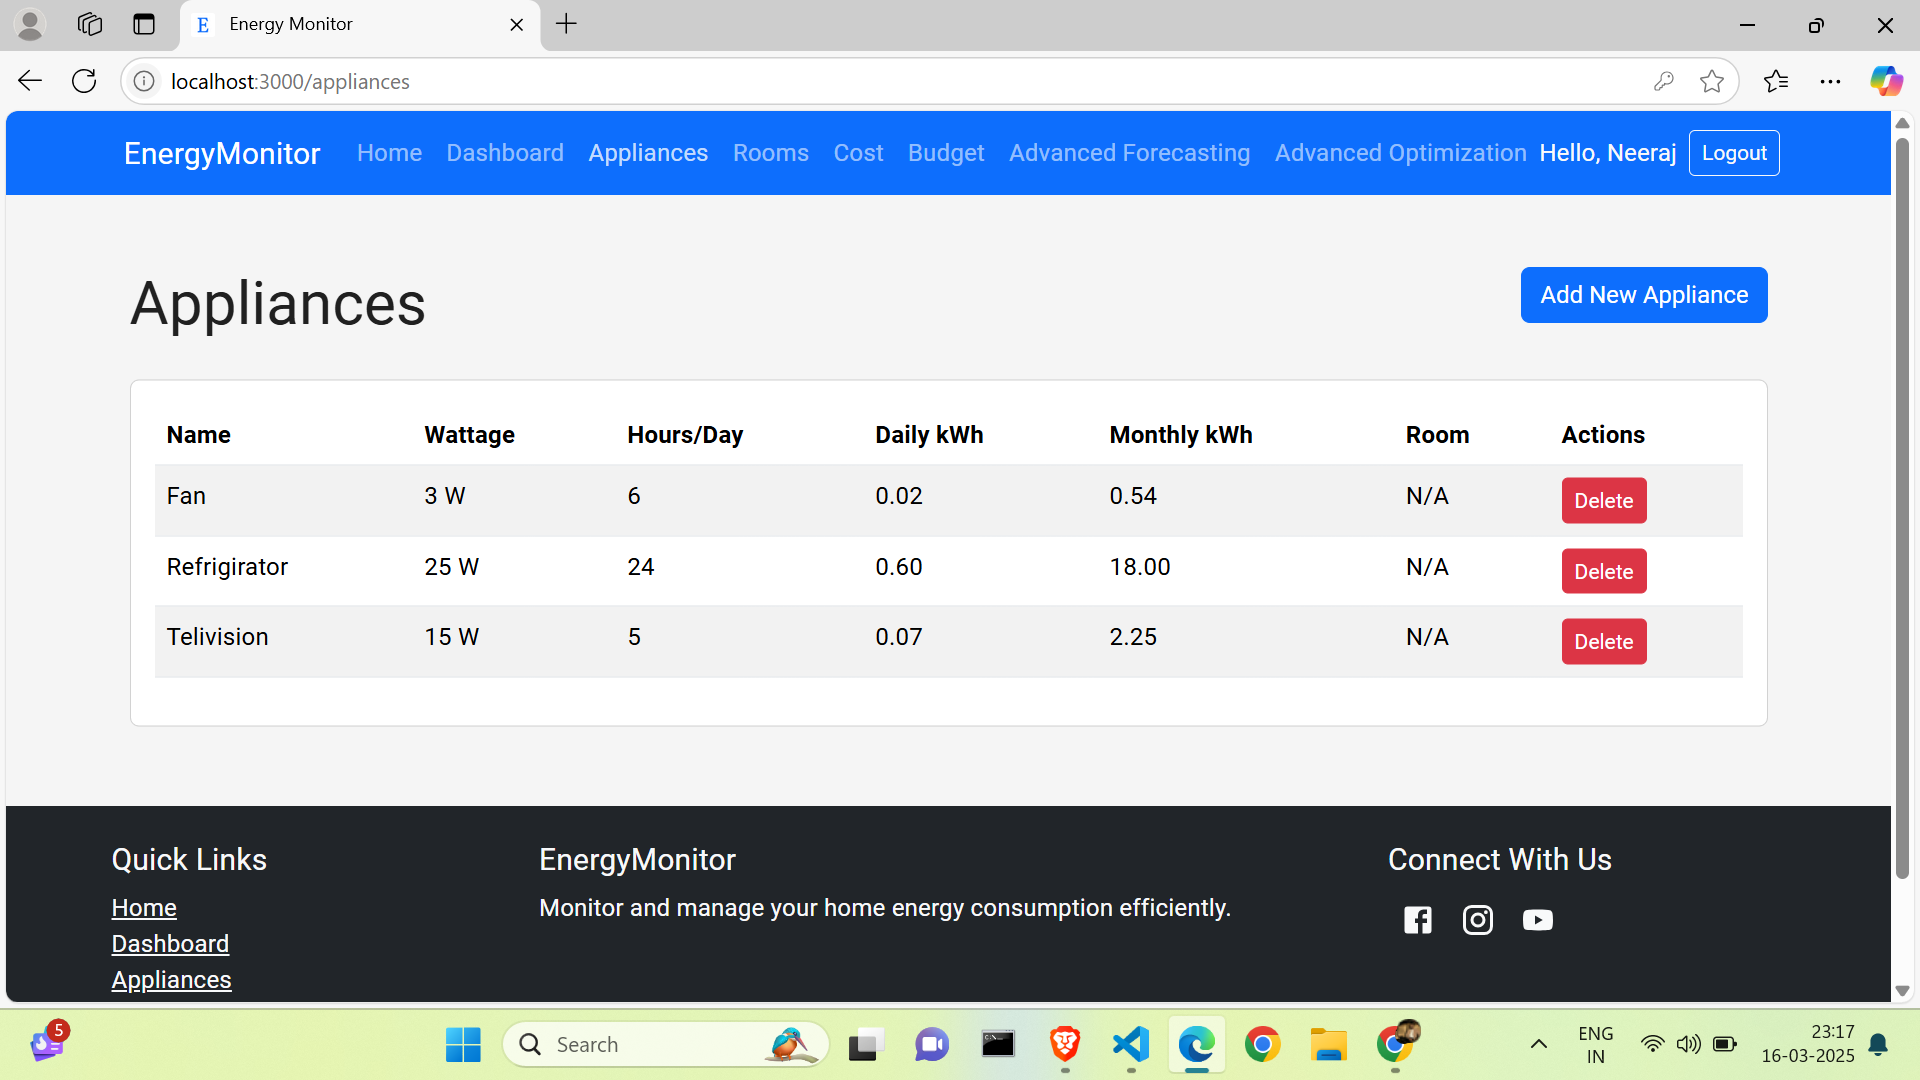 E Energy Monitor
localhost:3000/appliances
EnergyMonitor Home Dashboard Appliances Rooms Cost Budget Advanced Forecasting Advanced Optimization Hello, Neeraj Logout
Appliances
Add New Appliance
Name Wattage Hours/Day Daily kWh Monthly kWh Room Actions
Fan 3 W 6 0.02 0.54 N/A Delete
Refrigirator 25 W 24 0.60 18.00 N/A Delete
Telivision 15 W 5 0.07 2.25 N/A Delete
Quick Links
Home
Dashboard
Appliances
EnergyMonitor
Monitor and manage your home energy consumption efficiently.
Connect With Us
5
Search
ENG
IN
23:17
16-03-2025